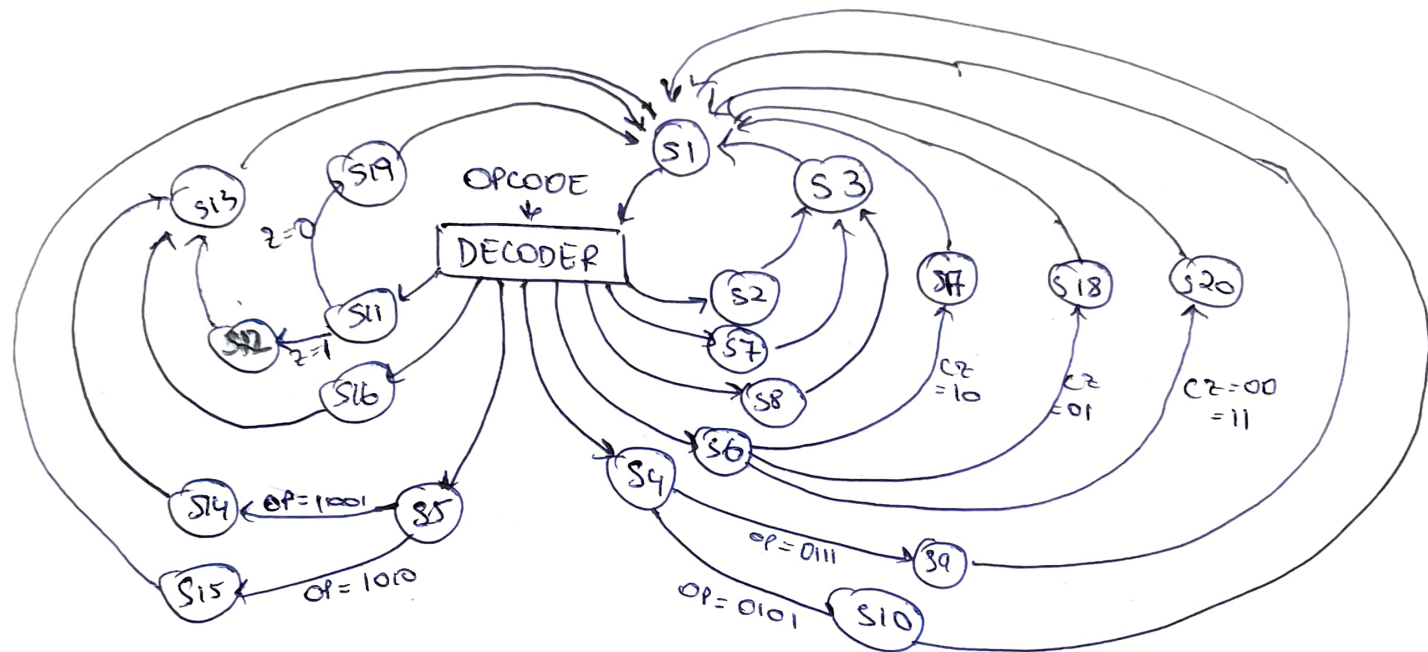 S1
S19
S3
OPCODE
S13
Z=0
DECODER
S2
S17
S18
S20
S11
S12
Z=1
S7
S16
S8
CZ
=10
CZ
=01
CZ=00
=11
S6
S4
S14
OP=1001
S5
OP=0111
S9
S15
OP=1010
OP=0101
S10